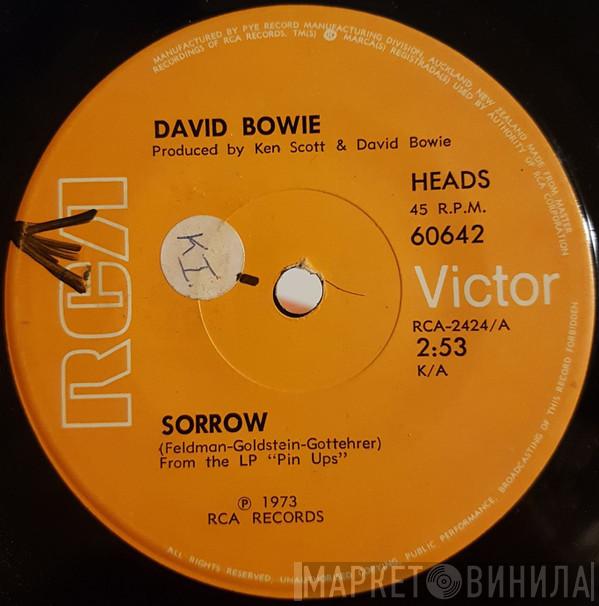 MANUFACTURED BY PYE RECORD MANUFACTURING DIVISION, AUCKLAND, NEW ZEALAND MADE FROM MASTER
RECORDINGS OF RCA RECORDS. TM(S) ® MARCA(S) REGISTRADA(S) USED BY AUTHORITY OF RCA CORPORATION
DAVID BOWIE
Produced by Ken Scott & David Bowie
HEADS
45 R.P.M.
60642
KI
RCA
Victor
RCA-2424/A
2:53
K/A
SORROW
(Feldman-Goldstein-Gottehrer)
From the LP "Pin Ups"
℗ 1973
RCA RECORDS
ALL RIGHTS RESERVED, UNAUTHORISED COPYING, PUBLIC PERFORMANCE, BROADCASTING OF THIS RECORD FORBIDDEN
МАРКЕТ ВИНИЛА